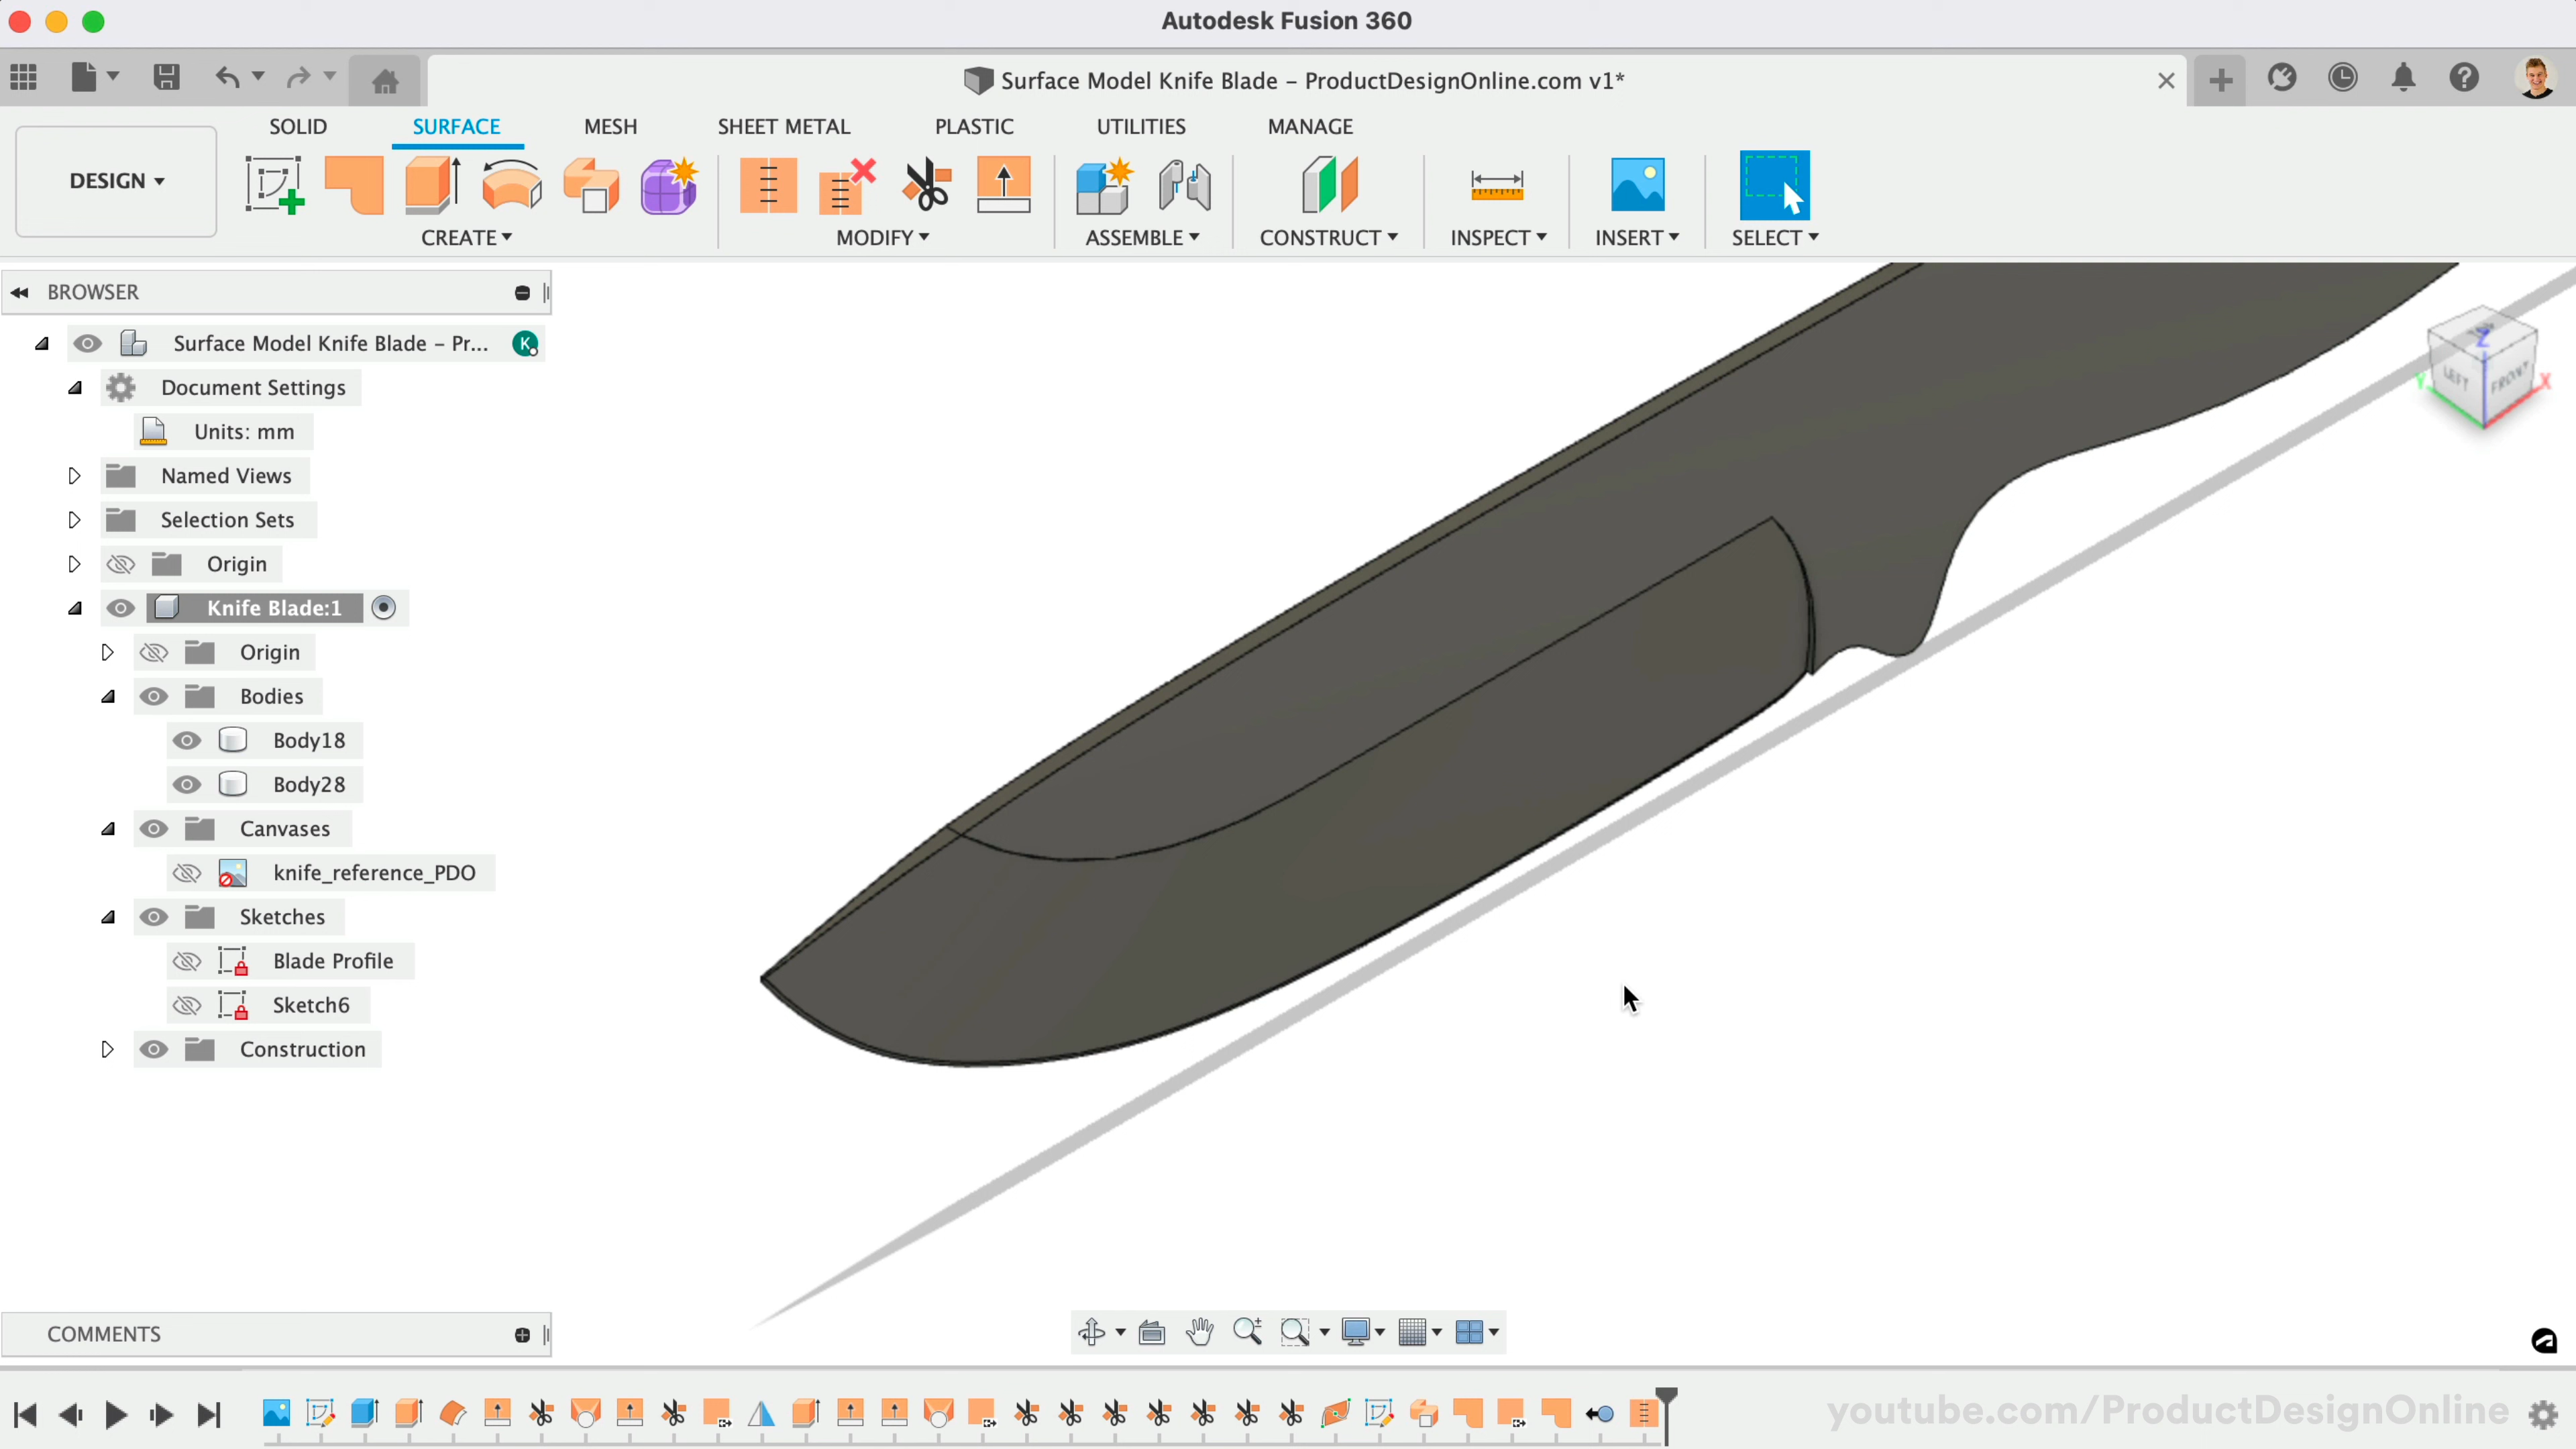 Autodesk Fusion 360
Surface Model Knife Blade – ProductDesignOnline.com v1*
SOLID SURFACE MESH SHEET METAL PLASTIC UTILITIES MANAGE
DESIGN
CREATE MODIFY ASSEMBLE CONSTRUCT INSPECT INSERT SELECT
BROWSER
Surface Model Knife Blade – Pr... K
Document Settings
Units: mm
Named Views
Selection Sets
Origin
Knife Blade:1
Origin
Bodies
Body18
Body28
Canvases
knife_reference_PDO
Sketches
Blade Profile
Sketch6
Construction
Z
LEFT FRONT
Y X
COMMENTS
youtube.com/ProductDesignOnline